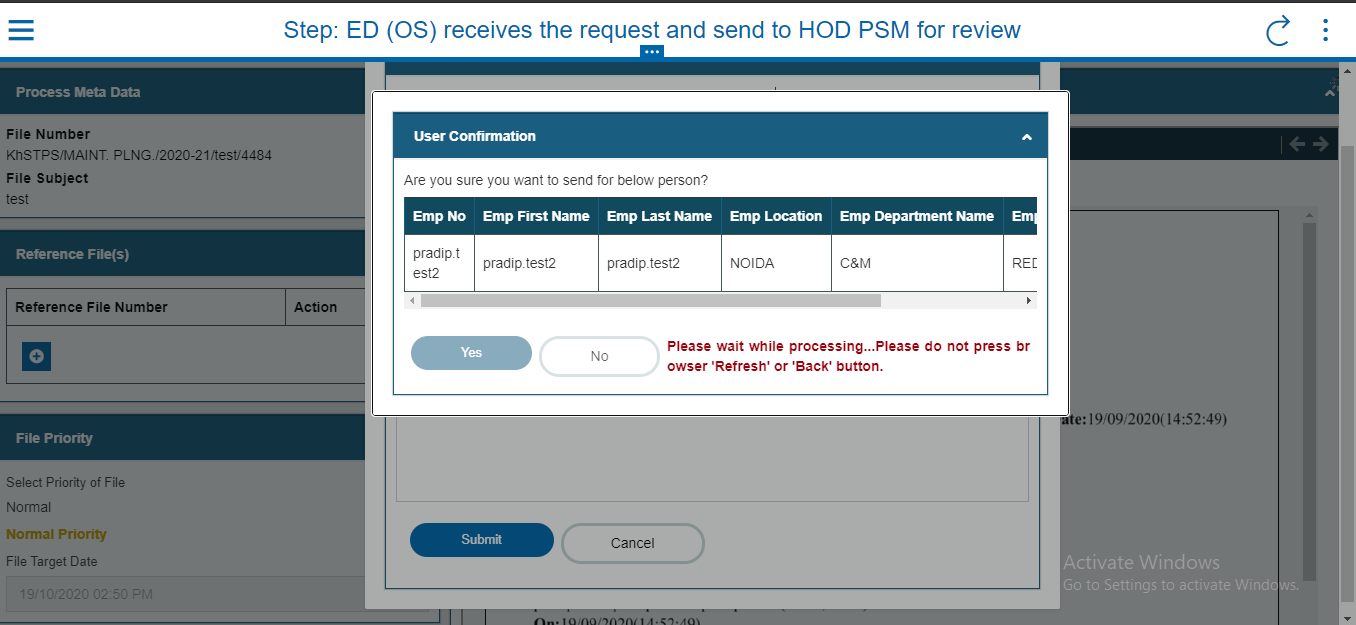 Step: ED (OS) receives the request and send to HOD PSM for review
Process Meta Data
File Number
KhSTPS/MAINT. PLNG./2020-21/test/4484
File Subject
test
Reference File(s)
Reference File Number Action
File Priority
Select Priority of File
Normal
Normal Priority
File Target Date
19/10/2020 02:50 PM
User Confirmation
Are you sure you want to send for below person?
Emp No Emp First Name Emp Last Name Emp Location Emp Department Name Emp
pradip.t
est2 pradip.test2 pradip.test2 NOIDA C&M RED
Yes No
Please wait while processing...Please do not press br
owser 'Refresh' or 'Back' button.
Submit Cancel
ate:19/09/2020(14:52:49)
Activate Windows
Go to Settings to activate Windows.
On:19/09/2020(14:52:49)